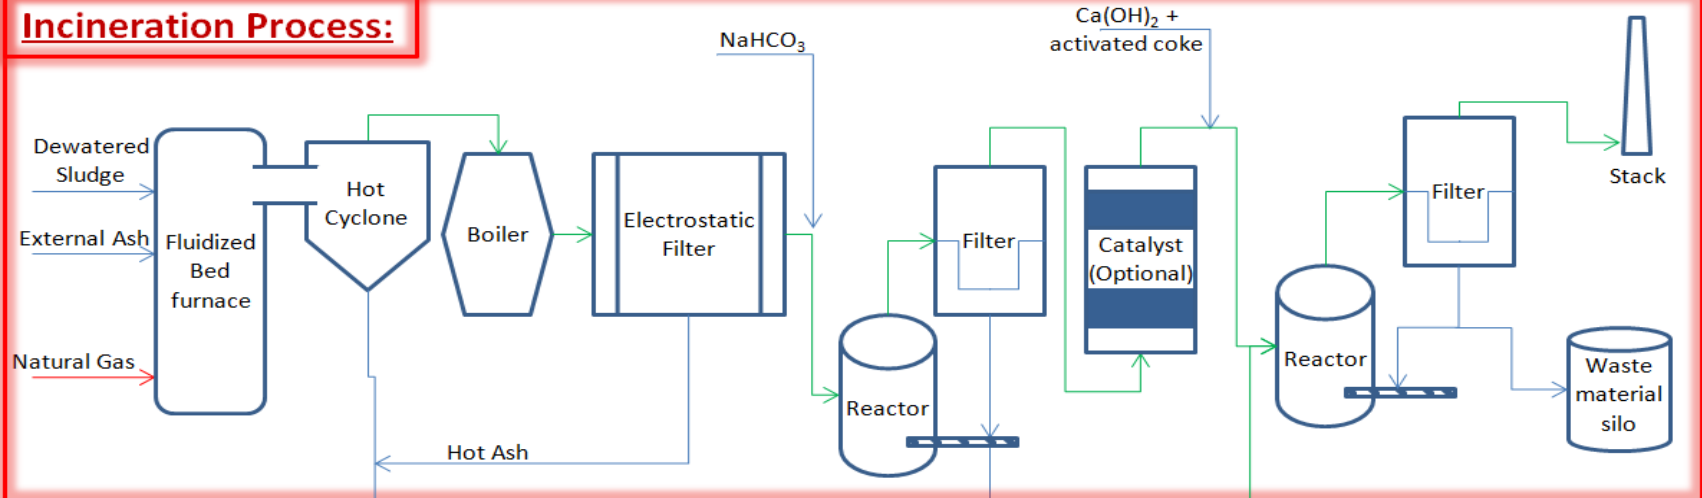 Incineration Process:
NaHCO₃
Ca(OH)₂ +
activated coke
Dewatered
Sludge
External Ash
Natural Gas
Fluidized
Bed
furnace
Hot
Cyclone
Boiler
Electrostatic
Filter
Hot Ash
Reactor
Filter
Catalyst
(Optional)
Reactor
Filter
Stack
Waste
material
silo